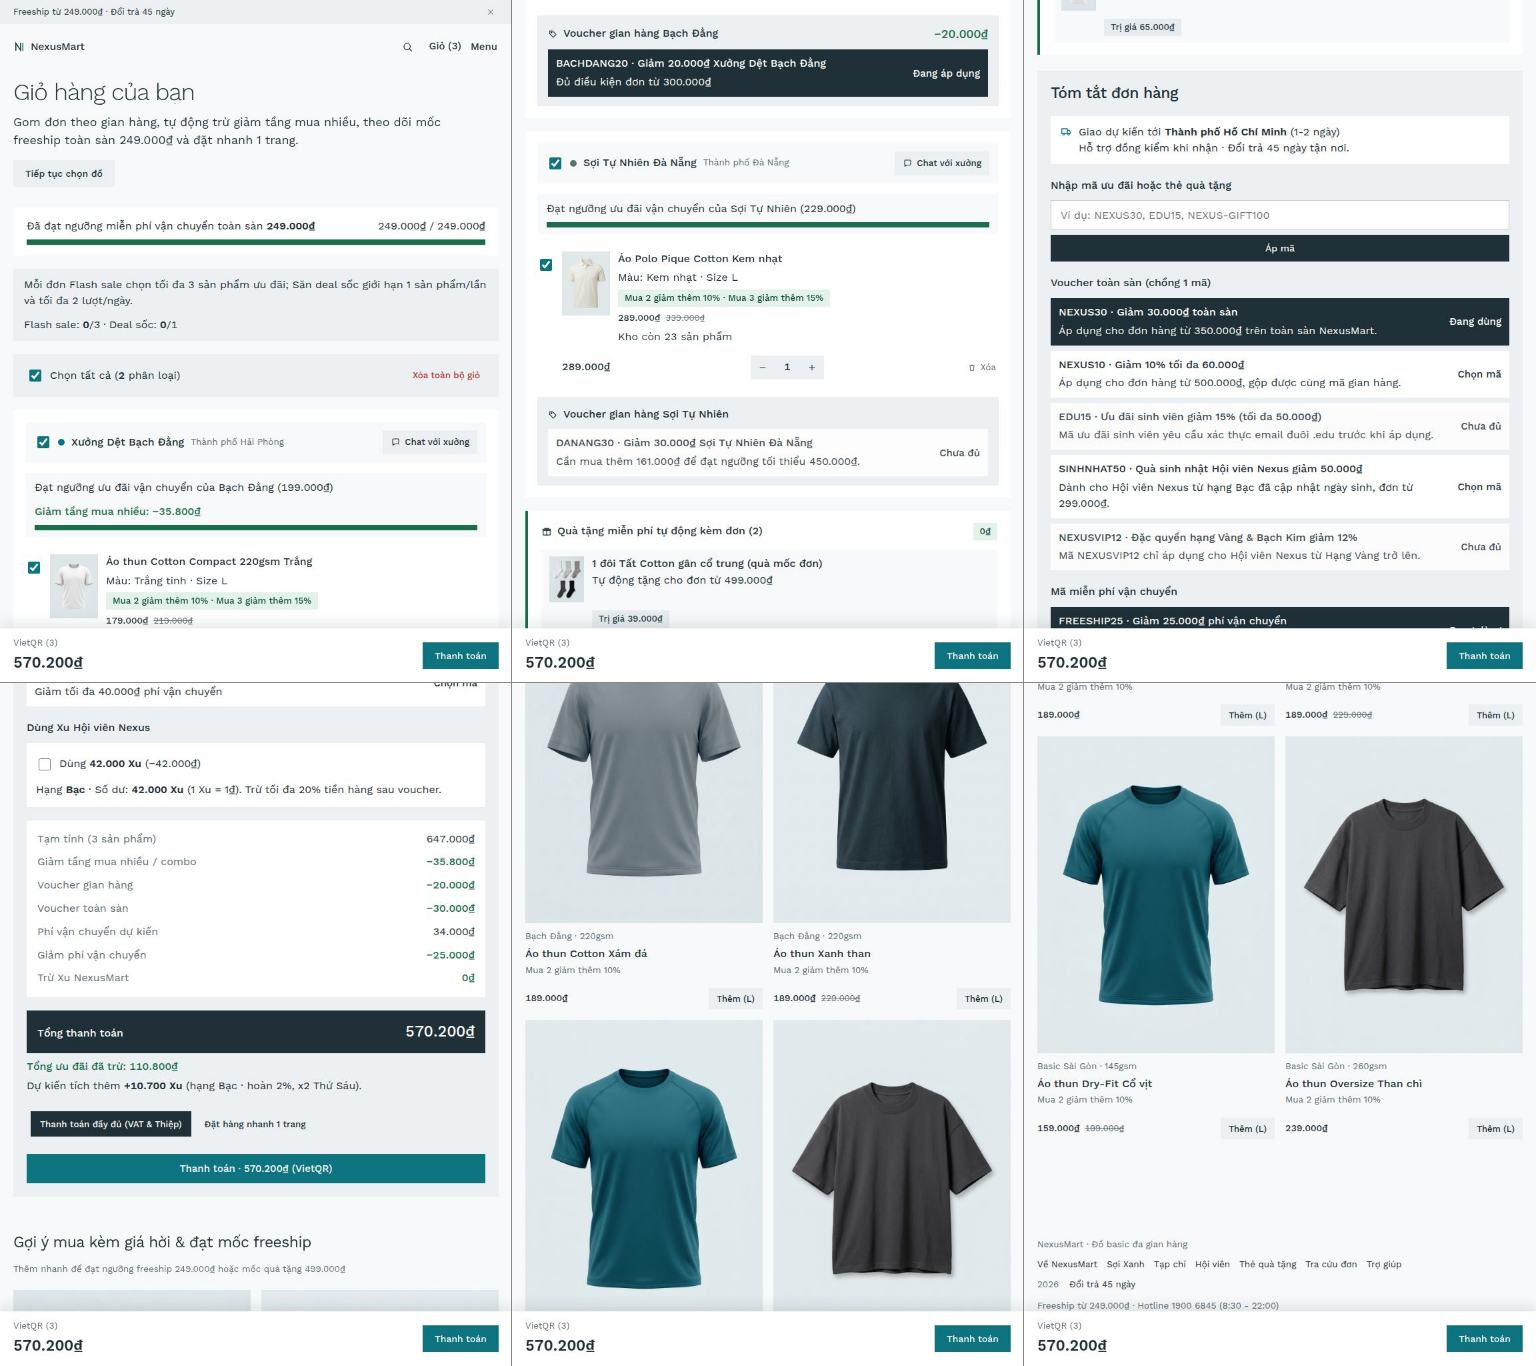 Freeship từ 249.000₫ · Đổi trả 45 ngày
NexusMart
Giỏ (3)
Menu
Giỏ hàng của bạn
Gom đơn theo gian hàng, tự động trừ giảm tầng mua nhiều, theo dõi mốc
freeship toàn sàn 249.000₫ và đặt nhanh 1 trang.
Tiếp tục chọn đồ
Đã đạt ngưỡng miễn phí vận chuyển toàn sàn 249.000₫
249.000₫ / 249.000₫
Mỗi đơn Flash sale chọn tối đa 3 sản phẩm ưu đãi; Săn deal sốc giới hạn 1 sản phẩm/lần
và tối đa 2 lượt/ngày.
Flash sale: 0/3 · Deal sốc: 0/1
Chọn tất cả (2 phân loại)
Xóa toàn bộ giỏ
Xưởng Dệt Bạch Đằng Thành phố Hải Phòng
Chat với xưởng
Đạt ngưỡng ưu đãi vận chuyển của Bạch Đằng (199.000₫)
Giảm tầng mua nhiều: −35.800₫
Áo thun Cotton Compact 220gsm Trắng
Màu: Trắng tinh · Size L
Mua 2 giảm thêm 10% · Mua 3 giảm thêm 15%
179.000₫ 219.000₫
VietQR (3)
570.200₫
Thanh toán
Voucher gian hàng Bạch Đằng
−20.000₫
BACHDANG20 · Giảm 20.000₫ Xưởng Dệt Bạch Đằng
Đủ điều kiện đơn từ 300.000₫
Đang áp dụng
Sợi Tự Nhiên Đà Nẵng Thành phố Đà Nẵng
Chat với xưởng
Đạt ngưỡng ưu đãi vận chuyển của Sợi Tự Nhiên (229.000₫)
Áo Polo Pique Cotton Kem nhạt
Màu: Kem nhạt · Size L
Mua 2 giảm thêm 10% · Mua 3 giảm thêm 15%
289.000₫ 339.000₫
Kho còn 23 sản phẩm
289.000₫
− 1 +
Xóa
Voucher gian hàng Sợi Tự Nhiên
DANANG30 · Giảm 30.000₫ Sợi Tự Nhiên Đà Nẵng
Cần mua thêm 161.000₫ để đạt ngưỡng tối thiểu 450.000₫.
Chưa đủ
Quà tặng miễn phí tự động kèm đơn (2)
0₫
1 đôi Tất Cotton gân cổ trung (quà mốc đơn)
Tự động tặng cho đơn từ 499.000₫
Trị giá 39.000₫
VietQR (3)
570.200₫
Thanh toán
Trị giá 65.000₫
Tóm tắt đơn hàng
Giao dự kiến tới Thành phố Hồ Chí Minh (1-2 ngày)
Hỗ trợ đồng kiểm khi nhận · Đổi trả 45 ngày tận nơi.
Nhập mã ưu đãi hoặc thẻ quà tặng
Ví dụ: NEXUS30, EDU15, NEXUS-GIFT100
Áp mã
Voucher toàn sàn (chồng 1 mã)
NEXUS30 · Giảm 30.000₫ toàn sàn
Áp dụng cho đơn hàng từ 350.000₫ trên toàn sàn NexusMart.
Đang dùng
NEXUS10 · Giảm 10% tối đa 60.000₫
Áp dụng cho đơn hàng từ 500.000₫, gộp được cùng mã gian hàng.
Chọn mã
EDU15 · Ưu đãi sinh viên giảm 15% (tối đa 50.000₫)
Mã ưu đãi sinh viên yêu cầu xác thực email đuôi .edu trước khi áp dụng.
Chưa đủ
SINHNHAT50 · Quà sinh nhật Hội viên Nexus giảm 50.000₫
Dành cho Hội viên Nexus từ hạng Bạc đã cập nhật ngày sinh, đơn từ
299.000₫.
Chọn mã
NEXUSVIP12 · Đặc quyền hạng Vàng & Bạch Kim giảm 12%
Mã NEXUSVIP12 chỉ áp dụng cho Hội viên Nexus từ Hạng Vàng trở lên.
Chưa đủ
Mã miễn phí vận chuyển
FREESHIP25 · Giảm 25.000₫ phí vận chuyển
VietQR (3)
570.200₫
Thanh toán
Giảm tối đa 40.000₫ phí vận chuyển
Chọn mã
Dùng Xu Hội viên Nexus
Dùng 42.000 Xu (−42.000₫)
Hạng Bạc · Số dư: 42.000 Xu (1 Xu = 1₫). Trừ tối đa 20% tiền hàng sau voucher.
Tạm tính (3 sản phẩm)
647.000₫
Giảm tầng mua nhiều / combo
−35.800₫
Voucher gian hàng
−20.000₫
Voucher toàn sàn
−30.000₫
Phí vận chuyển dự kiến
34.000₫
Giảm phí vận chuyển
−25.000₫
Trừ Xu NexusMart
0₫
Tổng thanh toán
570.200₫
Tổng ưu đãi đã trừ: 110.800₫
Dự kiến tích thêm +10.700 Xu (hạng Bạc · hoàn 2%, x2 Thứ Sáu).
Thanh toán đầy đủ (VAT & Thiệp)
Đặt hàng nhanh 1 trang
Thanh toán · 570.200₫ (VietQR)
Gợi ý mua kèm giá hời & đạt mốc freeship
Thêm nhanh để đạt ngưỡng freeship 249.000₫ hoặc mốc quà tặng 499.000₫
VietQR (3)
570.200₫
Thanh toán
Bạch Đằng · 220gsm
Áo thun Cotton Xám đá
Mua 2 giảm thêm 10%
189.000₫
Thêm (L)
Bạch Đằng · 220gsm
Áo thun Xanh than
Mua 2 giảm thêm 10%
189.000₫ 229.000₫
Thêm (L)
VietQR (3)
570.200₫
Thanh toán
Mua 2 giảm thêm 10%
189.000₫
Thêm (L)
Mua 2 giảm thêm 10%
189.000₫ 229.000₫
Thêm (L)
Basic Sài Gòn · 145gsm
Áo thun Dry-Fit Cổ vịt
Mua 2 giảm thêm 10%
159.000₫ 199.000₫
Thêm (L)
Basic Sài Gòn · 260gsm
Áo thun Oversize Than chì
Mua 2 giảm thêm 10%
239.000₫
Thêm (L)
NexusMart · Đồ basic đa gian hàng
Về NexusMart Sợi Xanh Tạp chí Hội viên Thẻ quà tặng Tra cứu đơn Trợ giúp
2026 Đổi trả 45 ngày
Freeship từ 249.000₫ · Hotline 1900 6845 (8:30 - 22:00)
VietQR (3)
570.200₫
Thanh toán